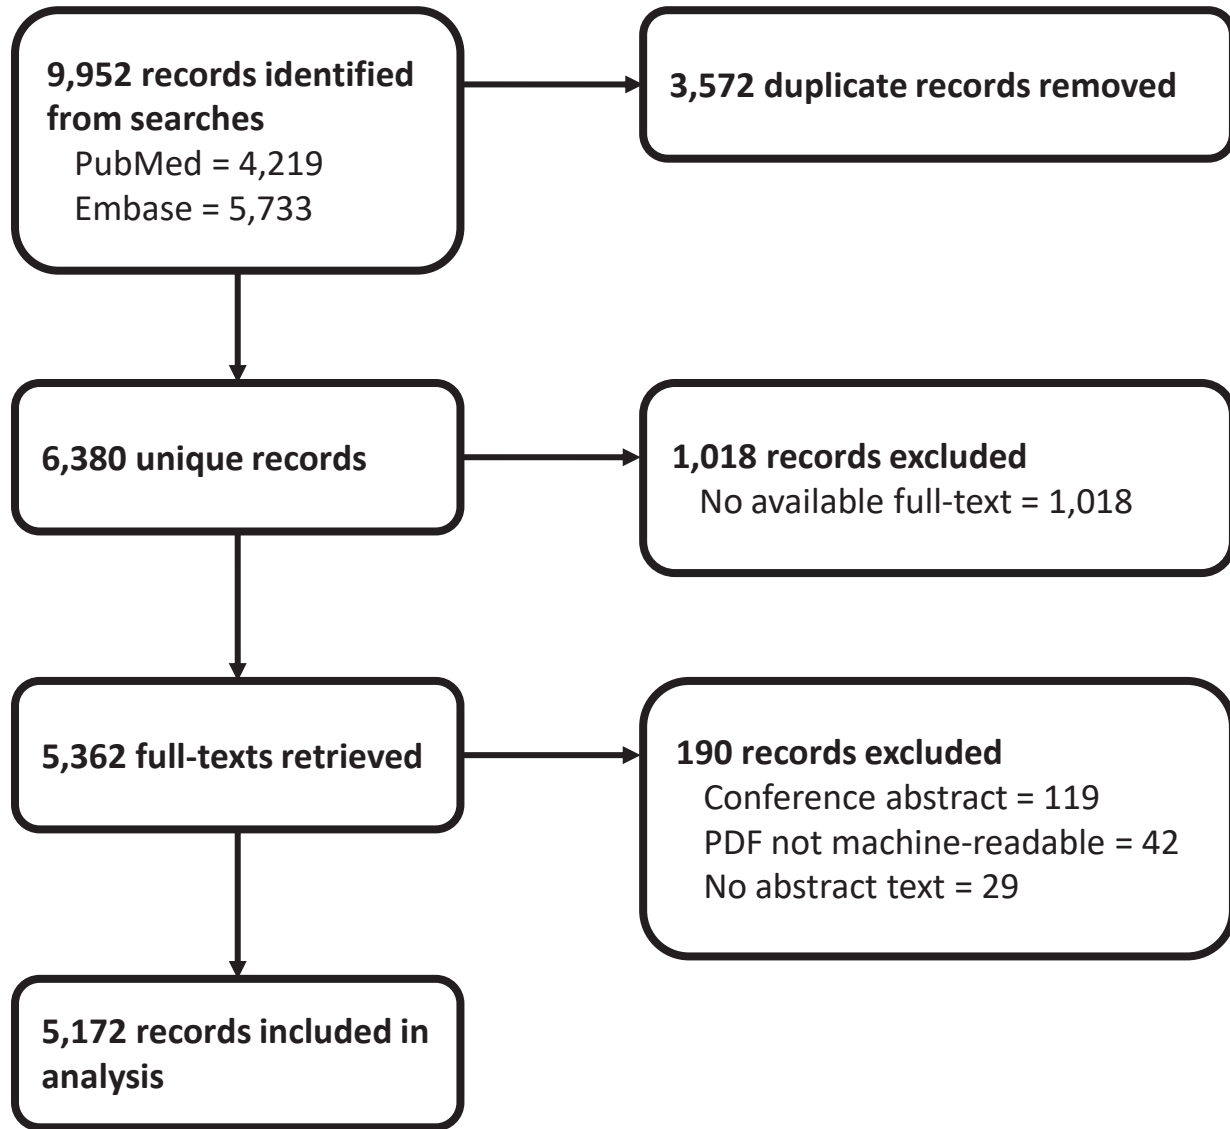 9,952 records identified
from searches
PubMed = 4,219
Embase = 5,733
3,572 duplicate records removed
6,380 unique records
1,018 records excluded
No available full-text = 1,018
5,362 full-texts retrieved
190 records excluded
Conference abstract = 119
PDF not machine-readable = 42
No abstract text = 29
5,172 records included in
analysis